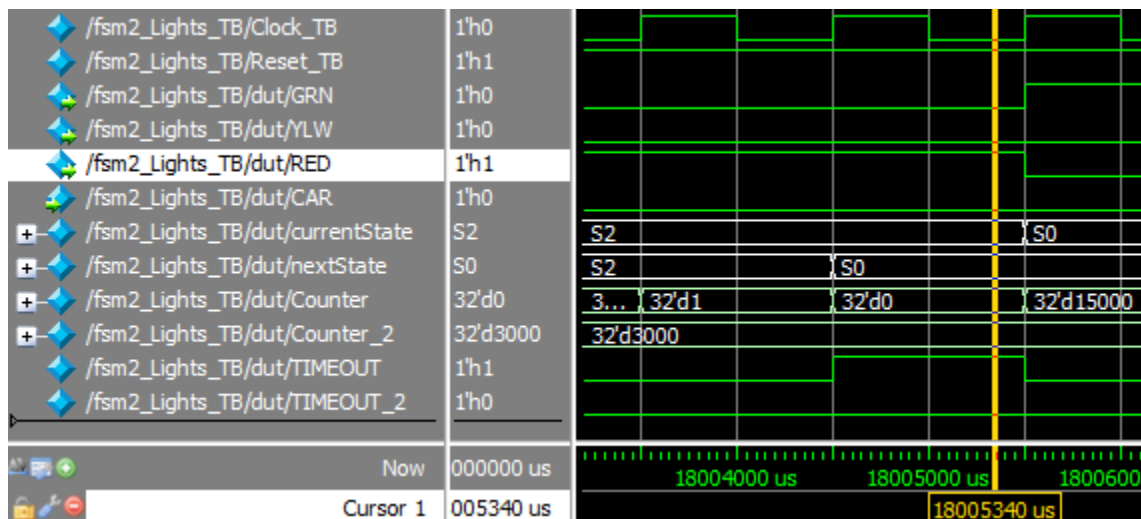 /fsm2_Lights_TB/Clock_TB 1'h0
/fsm2_Lights_TB/Reset_TB 1'h1
/fsm2_Lights_TB/dut/GRN 1'h0
/fsm2_Lights_TB/dut/YLW 1'h0
/fsm2_Lights_TB/dut/RED 1'h1
/fsm2_Lights_TB/dut/CAR 1'h0
/fsm2_Lights_TB/dut/currentState S2 S2 S0
/fsm2_Lights_TB/dut/nextState S0 S2 S0
/fsm2_Lights_TB/dut/Counter 32'd0 3... 32'd1 32'd0 32'd15000
/fsm2_Lights_TB/dut/Counter_2 32'd3000 32'd3000
/fsm2_Lights_TB/dut/TIMEOUT 1'h1
/fsm2_Lights_TB/dut/TIMEOUT_2 1'h0
Now 000000 us 18004000 us 18005000 us 1800600
Cursor 1 005340 us 18005340 us